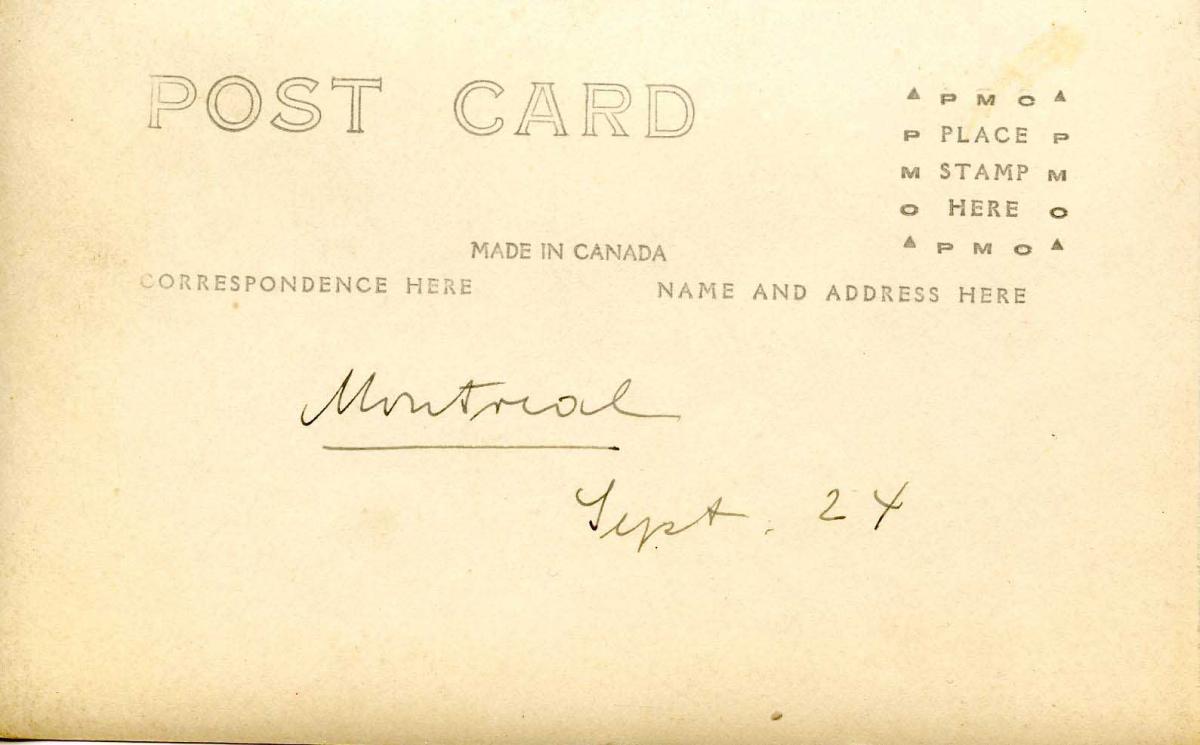 POST CARD
▲ P M O ▲
P PLACE P
M STAMP M
O HERE O
▲ P M O ▲
MADE IN CANADA
CORRESPONDENCE HERE
NAME AND ADDRESS HERE
Montreal
Sept. 24